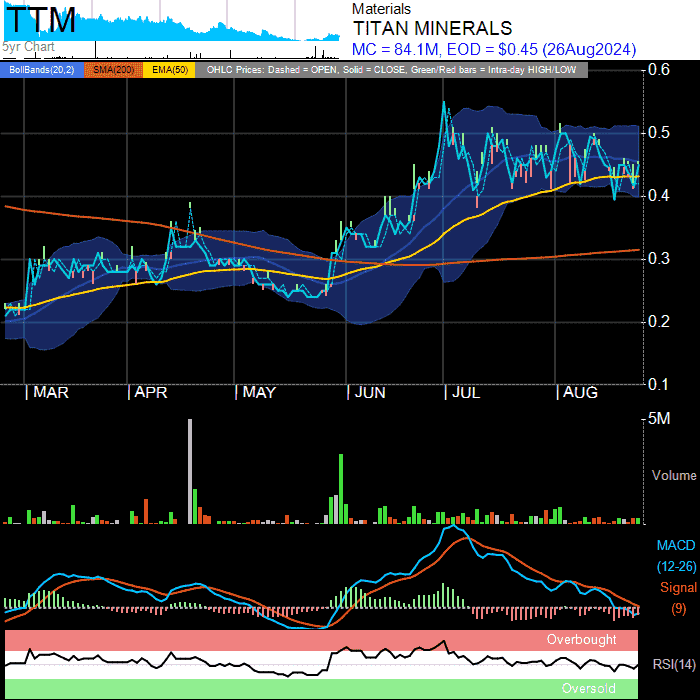 TTM
5yr Chart
Materials
TITAN MINERALS
MC = 84.1M, EOD = $0.45 (26Aug2024)
BollBands(20,2) SMA(200) EMA(50) OHLC Prices: Dashed = OPEN, Solid = CLOSE, Green/Red bars = Intra-day HIGH/LOW
0.6
0.5
0.4
0.3
0.2
0.1
MAR APR MAY JUN JUL AUG
5M
Volume
MACD
(12-26)
Signal
(9)
Overbought
RSI(14)
Oversold